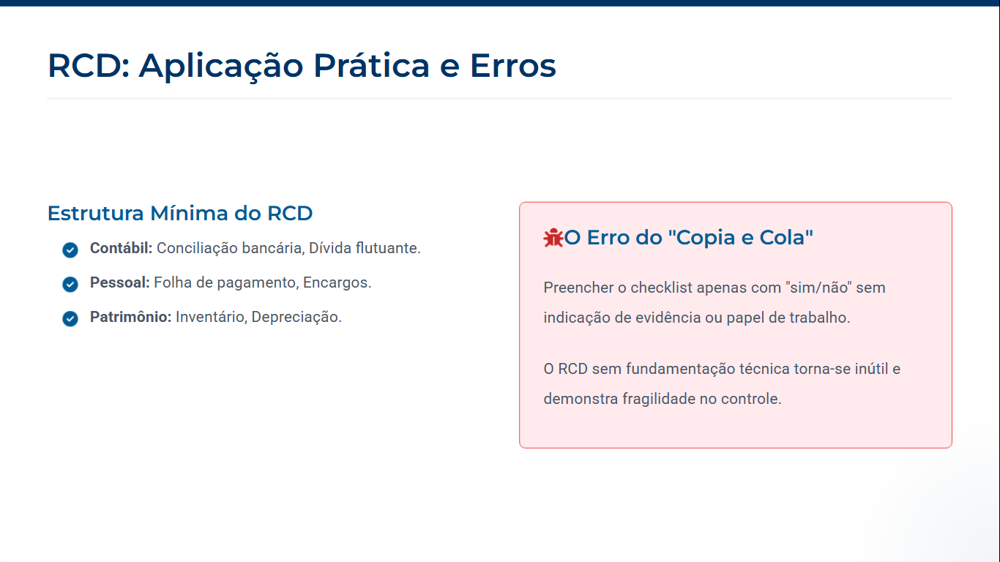 RCD: Aplicação Prática e Erros
Estrutura Mínima do RCD
Contábil: Conciliação bancária, Dívida flutuante.
Pessoal: Folha de pagamento, Encargos.
Patrimônio: Inventário, Depreciação.
O Erro do "Copia e Cola"
Preencher o checklist apenas com "sim/não" sem
indicação de evidência ou papel de trabalho.
O RCD sem fundamentação técnica torna-se inútil e
demonstra fragilidade no controle.